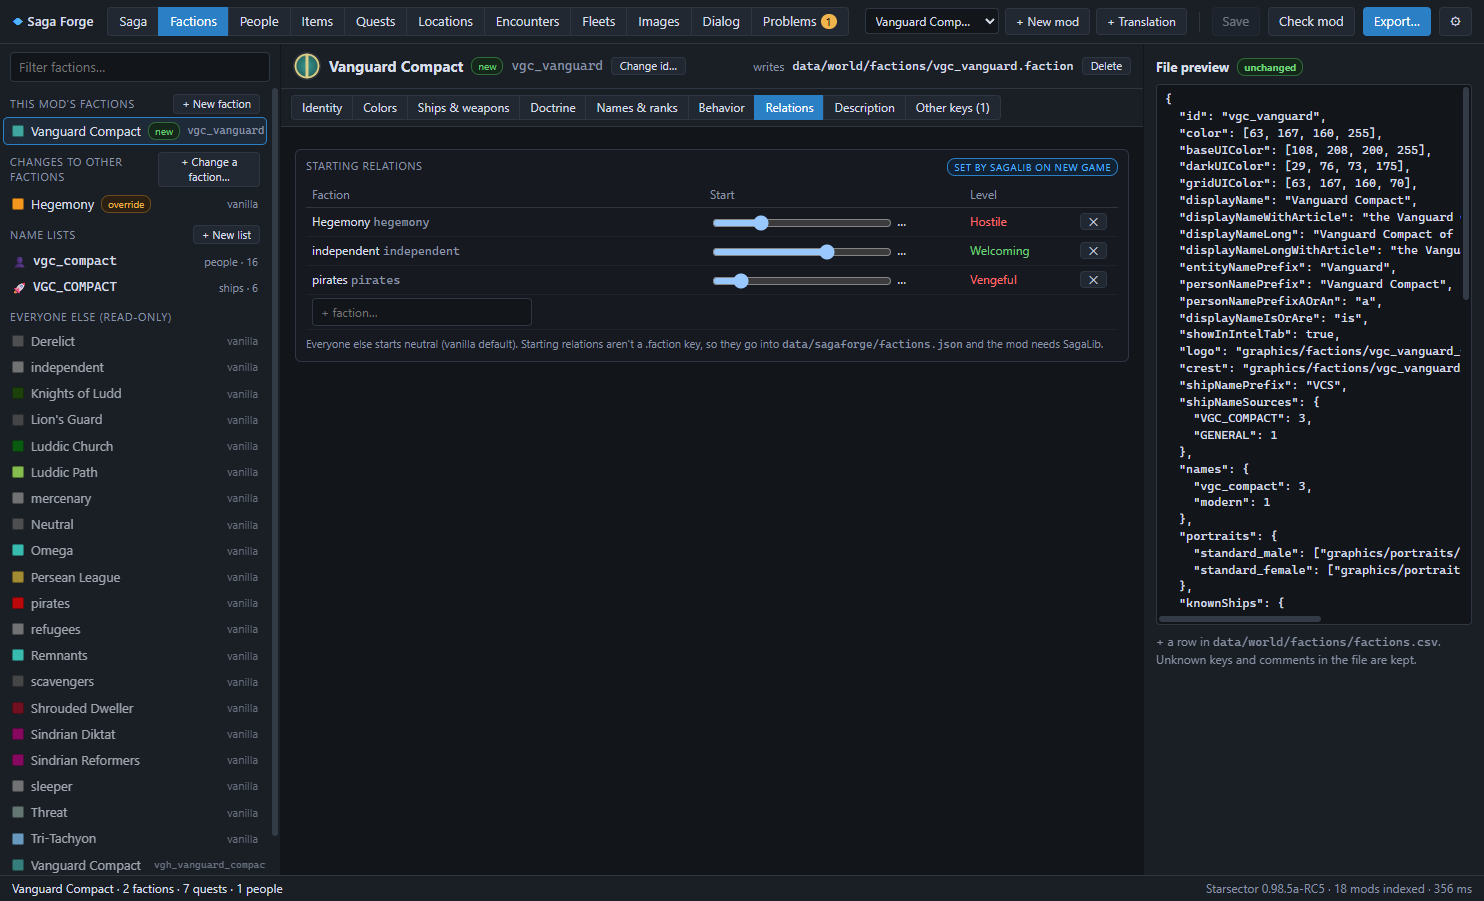 Saga Forge
Saga
Factions
People
Items
Quests
Locations
Encounters
Fleets
Images
Dialog
Problems 1
Vanguard Comp...
+ New mod
+ Translation
Save
Check mod
Export...
Filter factions...
THIS MOD'S FACTIONS
+ New faction
Vanguard Compact new vgc_vanguard
CHANGES TO OTHER
FACTIONS
+ Change a
faction...
Hegemony override vanilla
NAME LISTS
+ New list
vgc_compact people · 16
VGC_COMPACT ships · 6
EVERYONE ELSE (READ-ONLY)
Derelict vanilla
independent vanilla
Knights of Ludd vanilla
Lion's Guard vanilla
Luddic Church vanilla
Luddic Path vanilla
mercenary vanilla
Neutral vanilla
Omega vanilla
Persean League vanilla
pirates vanilla
refugees vanilla
Remnants vanilla
scavengers vanilla
Shrouded Dweller vanilla
Sindrian Diktat vanilla
Sindrian Reformers vanilla
sleeper vanilla
Threat vanilla
Tri-Tachyon vanilla
Vanguard Compact vgh_vanguard_compac
Vanguard Compact new vgc_vanguard Change id...
writes data/world/factions/vgc_vanguard.faction Delete
Identity
Colors
Ships & weapons
Doctrine
Names & ranks
Behavior
Relations
Description
Other keys (1)
STARTING RELATIONS
SET BY SAGALIB ON NEW GAME
Faction Start Level
Hegemony hegemony ... Hostile ✕
independent independent ... Welcoming ✕
pirates pirates ... Vengeful ✕
+ faction...
Everyone else starts neutral (vanilla default). Starting relations aren't a .faction key, so they go into data/sagaforge/factions.json and the mod needs SagaLib.
File preview unchanged
{
"id": "vgc_vanguard",
"color": [63, 167, 160, 255],
"baseUIColor": [108, 208, 200, 255],
"darkUIColor": [29, 76, 73, 175],
"gridUIColor": [63, 167, 160, 70],
"displayName": "Vanguard Compact",
"displayNameWithArticle": "the Vanguard
"displayNameLong": "Vanguard Compact of
"displayNameLongWithArticle": "the Vangu
"entityNamePrefix": "Vanguard",
"personNamePrefix": "Vanguard Compact",
"personNamePrefixAOrAn": "a",
"displayNameIsOrAre": "is",
"showInIntelTab": true,
"logo": "graphics/factions/vgc_vanguard_
"crest": "graphics/factions/vgc_vanguard
"shipNamePrefix": "VCS",
"shipNameSources": {
"VGC_COMPACT": 3,
"GENERAL": 1
},
"names": {
"vgc_compact": 3,
"modern": 1
},
"portraits": {
"standard_male": ["graphics/portraits/
"standard_female": ["graphics/portrait
},
"knownShips": {
+ a row in data/world/factions/factions.csv.
Unknown keys and comments in the file are kept.
Vanguard Compact · 2 factions · 7 quests · 1 people
Starsector 0.98.5a-RC5 · 18 mods indexed · 356 ms